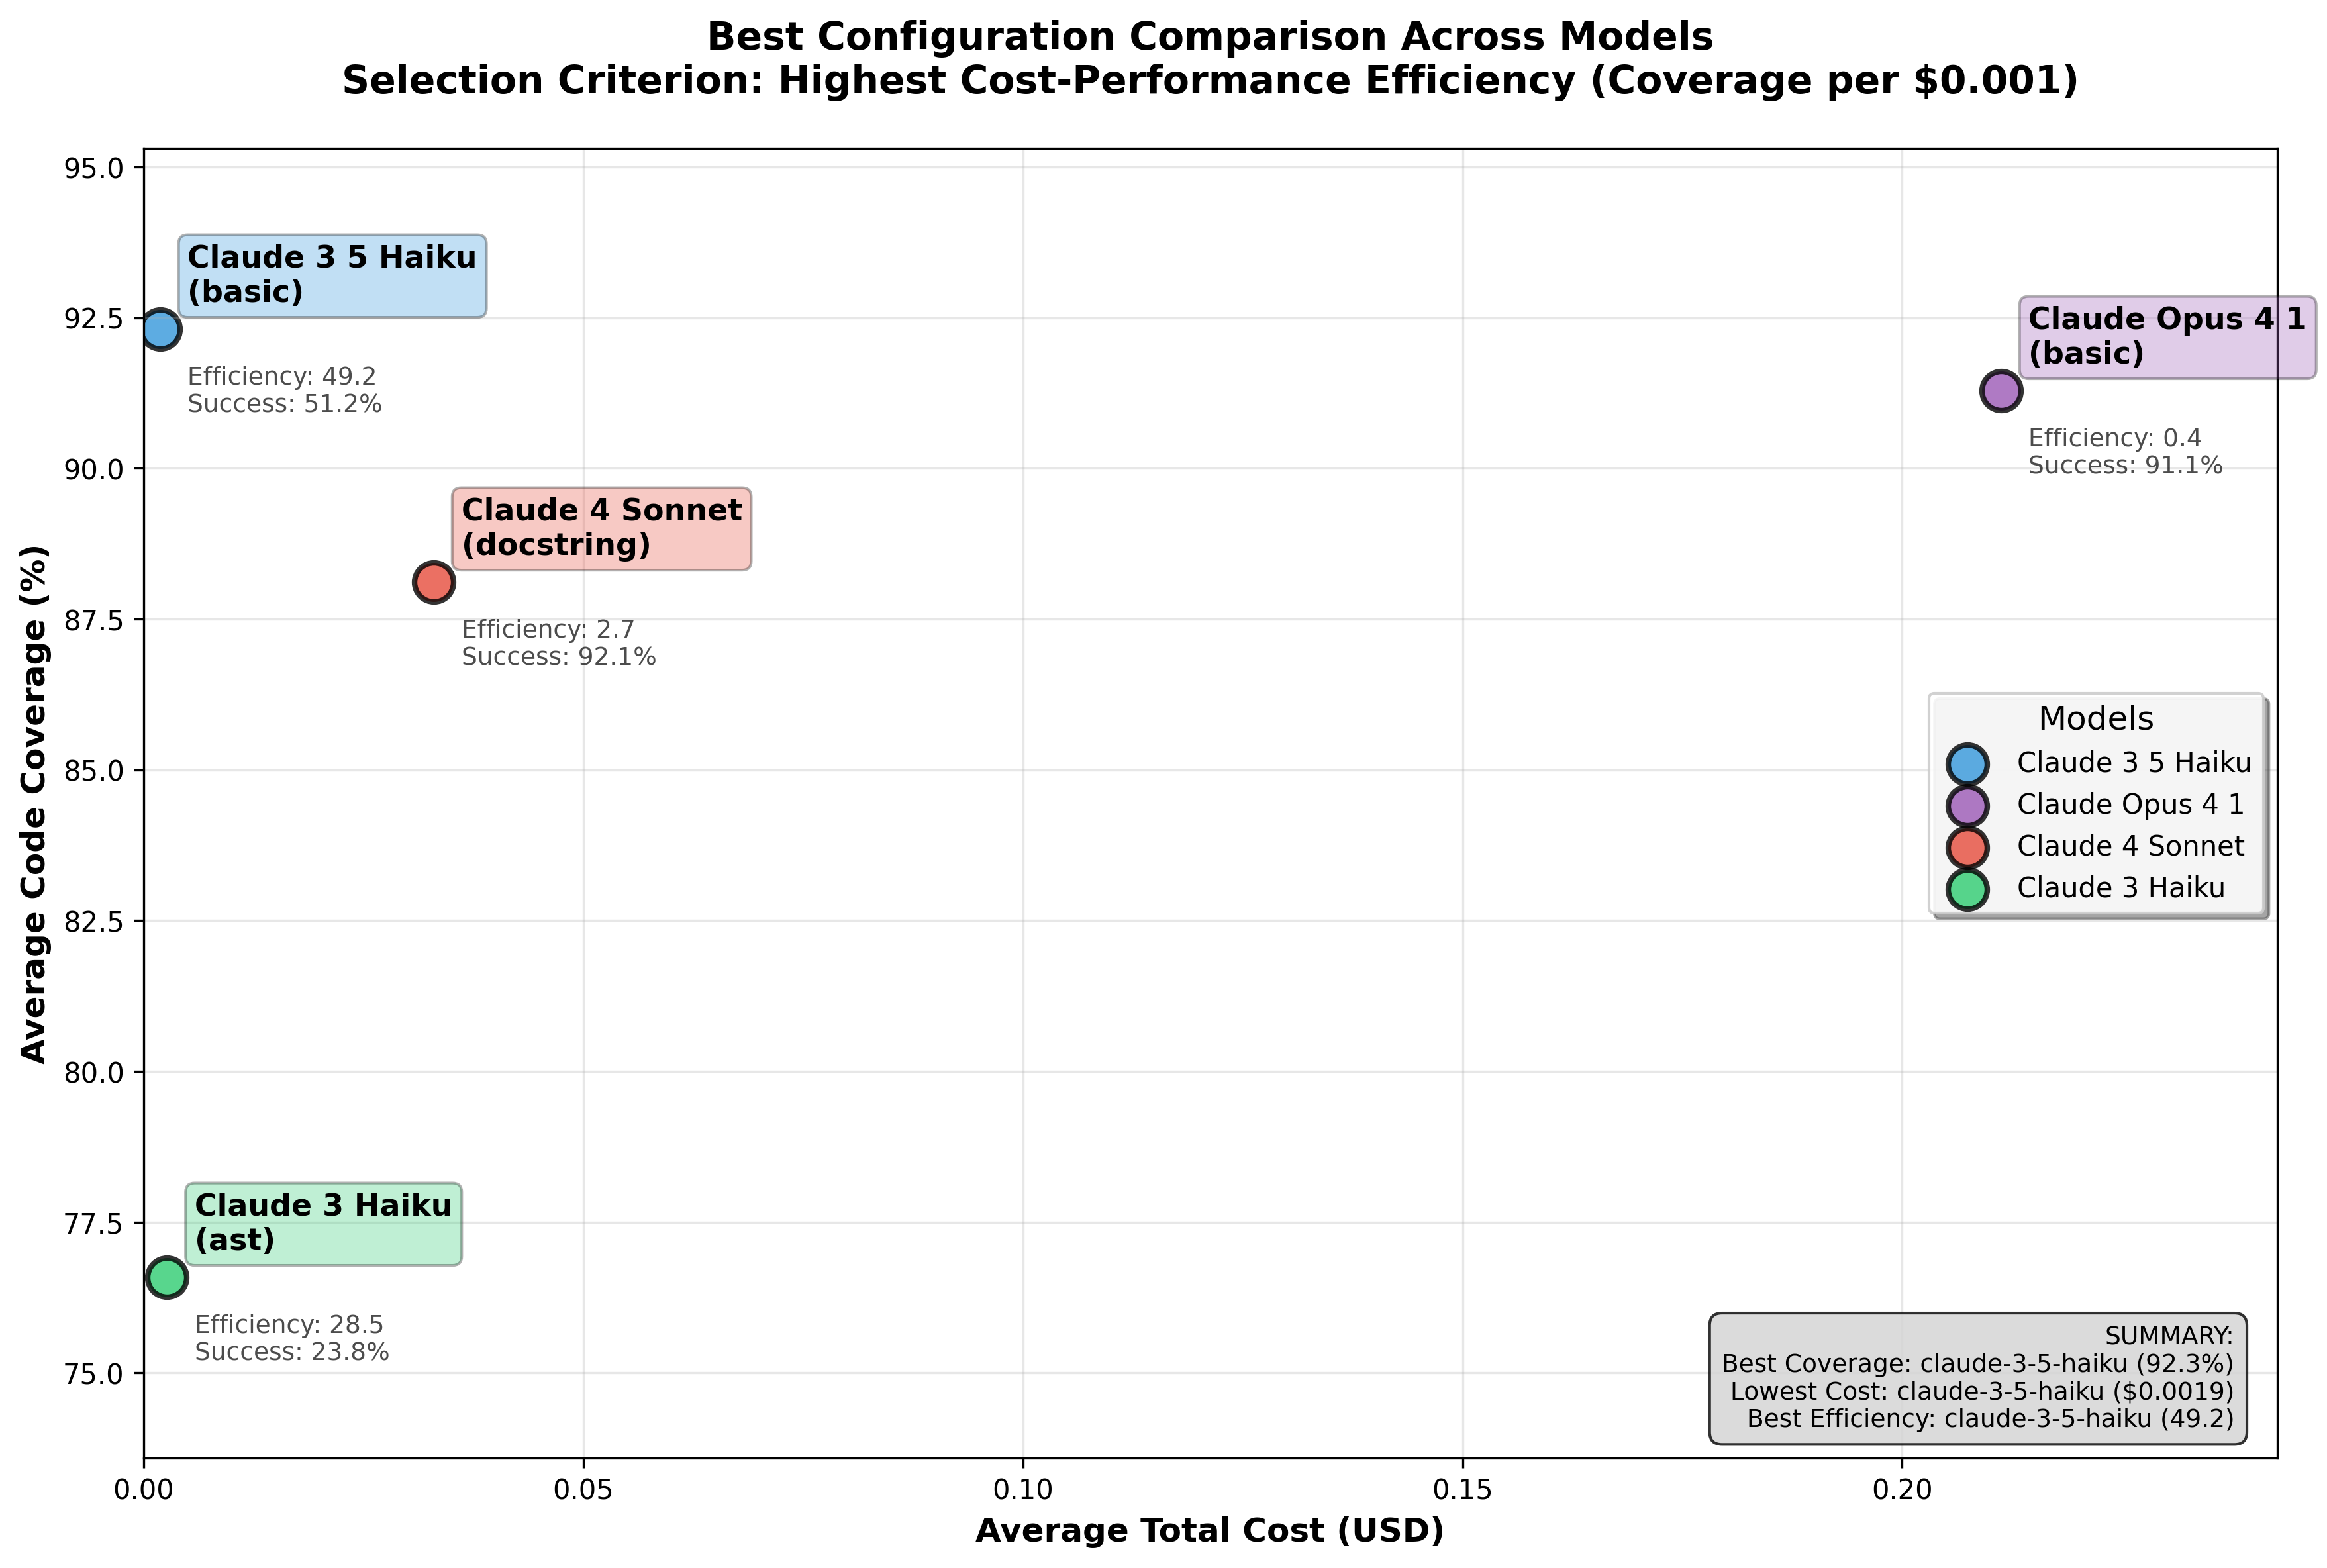 Best Configuration Comparison Across Models
Selection Criterion: Highest Cost-Performance Efficiency (Coverage per $0.001)
Average Code Coverage (%)
95.0
92.5
90.0
87.5
85.0
82.5
80.0
77.5
75.0
Claude 3 5 Haiku
(basic)
Efficiency: 49.2
Success: 51.2%
Claude Opus 4 1
(basic)
Efficiency: 0.4
Success: 91.1%
Claude 4 Sonnet
(docstring)
Efficiency: 2.7
Success: 92.1%
Models
Claude 3 5 Haiku
Claude Opus 4 1
Claude 4 Sonnet
Claude 3 Haiku
Claude 3 Haiku
(ast)
Efficiency: 28.5
Success: 23.8%
SUMMARY:
Best Coverage: claude-3-5-haiku (92.3%)
Lowest Cost: claude-3-5-haiku ($0.0019)
Best Efficiency: claude-3-5-haiku (49.2)
0.00
0.05
0.10
0.15
0.20
Average Total Cost (USD)